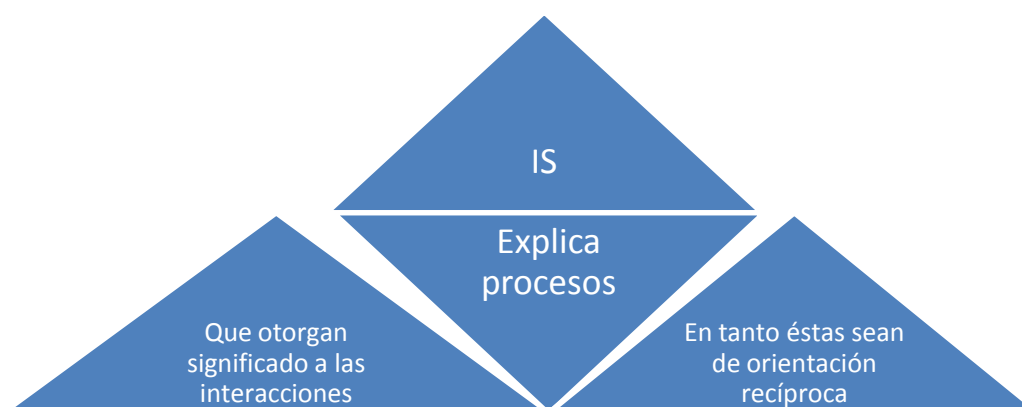 IS
Explica
procesos
Que otorgan
significado a las
interacciones
En tanto éstas sean
de orientación
recíproca